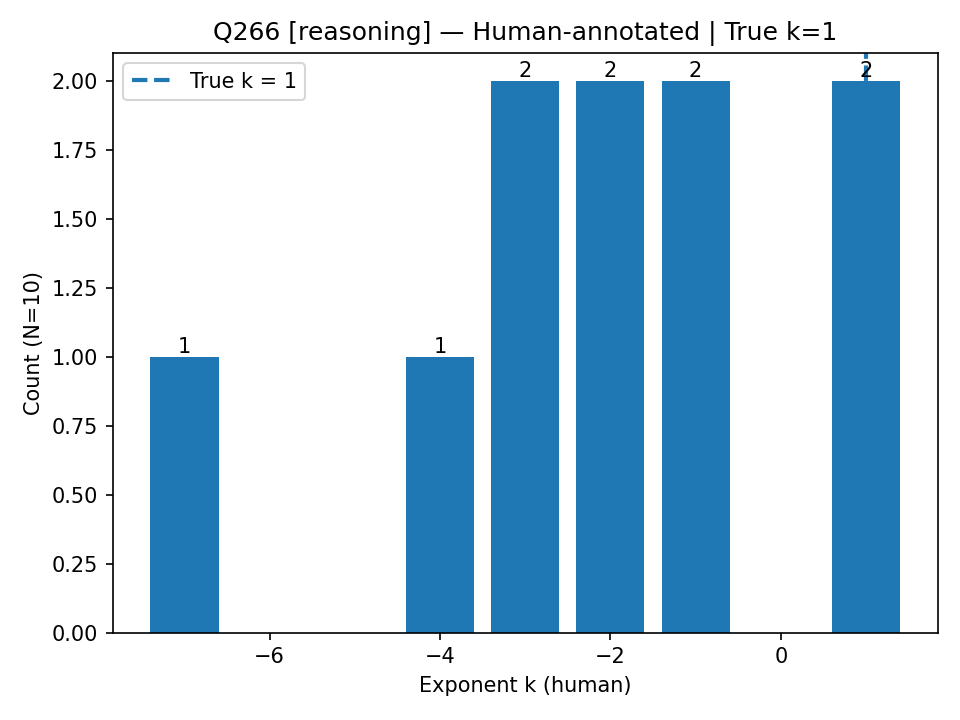 Q266 [reasoning] — Human-annotated | True k=1
True k = 1
2 2 2 2
1 1
2.00
1.75
1.50
1.25
1.00
0.75
0.50
0.25
0.00
Count (N=10)
−6 −4 −2 0
Exponent k (human)